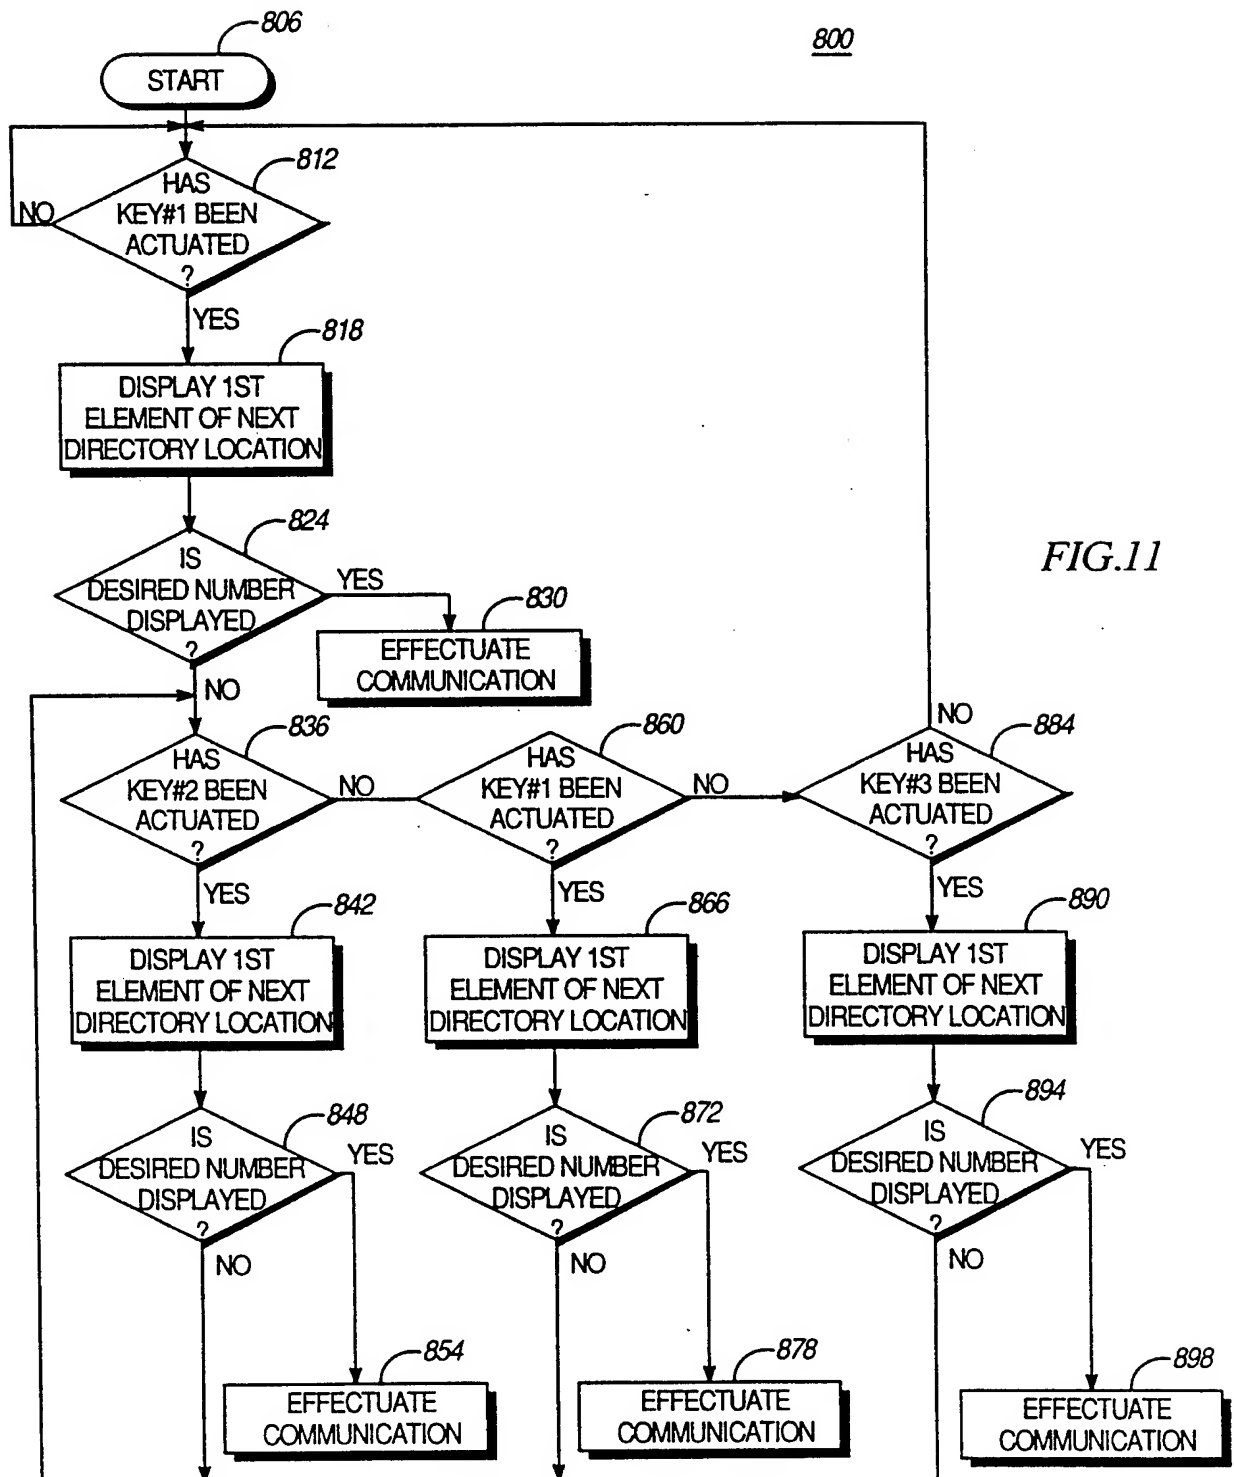 806
800
START
812
HAS
KEY#1 BEEN
ACTUATED
?
NO
YES
818
DISPLAY 1ST
ELEMENT OF NEXT
DIRECTORY LOCATION
824
IS
DESIRED NUMBER
DISPLAYED
?
YES
NO
830
EFFECTUATE
COMMUNICATION
FIG.11
836
HAS
KEY#2 BEEN
ACTUATED
?
NO
YES
860
HAS
KEY#1 BEEN
ACTUATED
?
NO
YES
NO
884
HAS
KEY#3 BEEN
ACTUATED
?
YES
842
DISPLAY 1ST
ELEMENT OF NEXT
DIRECTORY LOCATION
866
DISPLAY 1ST
ELEMENT OF NEXT
DIRECTORY LOCATION
890
DISPLAY 1ST
ELEMENT OF NEXT
DIRECTORY LOCATION
848
IS
DESIRED NUMBER
DISPLAYED
?
YES
NO
872
IS
DESIRED NUMBER
DISPLAYED
?
YES
NO
894
IS
DESIRED NUMBER
DISPLAYED
?
YES
NO
854
EFFECTUATE
COMMUNICATION
878
EFFECTUATE
COMMUNICATION
898
EFFECTUATE
COMMUNICATION